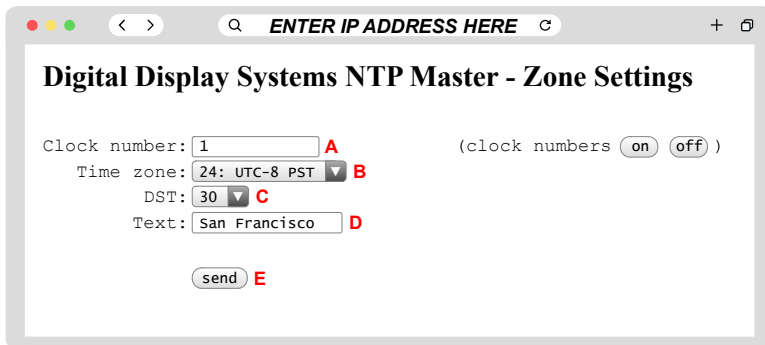 ENTER IP ADDRESS HERE
Digital Display Systems NTP Master - Zone Settings
Clock number: 1 A (clock numbers on off )
Time zone: 24: UTC-8 PST B
DST: 30 C
Text: San Francisco D
send E